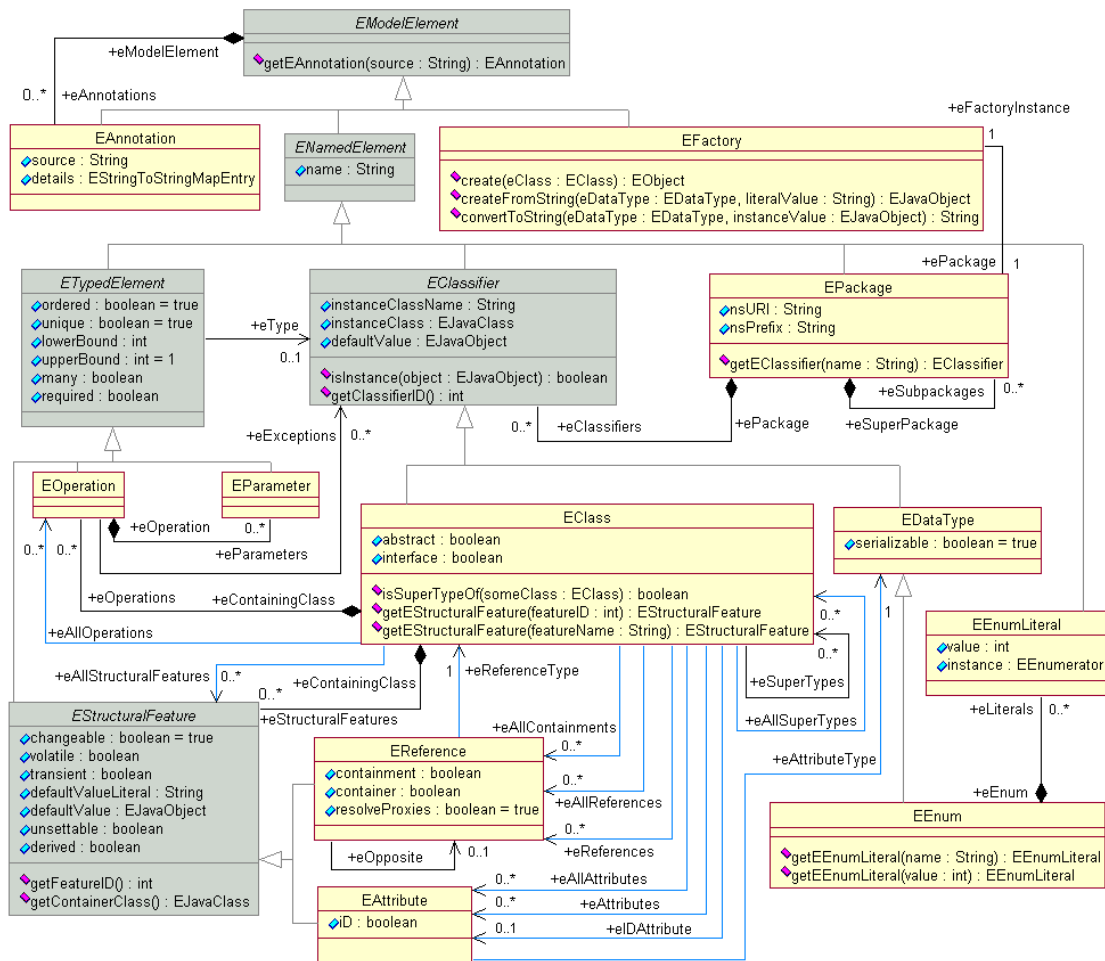 EModelElement
getEAnnotation(source : String) : EAnnotation
+eModelElement
0..*
+eAnnotations
+eFactoryInstance
1
EAnnotation
source : String
details : EStringToStringMapEntry
ENamedElement
name : String
EFactory
create(eClass : EClass) : EObject
createFromString(eDataType : EDataType, literalValue : String) : EJavaObject
convertToString(eDataType : EDataType, instanceValue : EJavaObject) : String
+ePackage
1
ETypedElement
ordered : boolean = true
unique : boolean = true
lowerBound : int
upperBound : int = 1
many : boolean
required : boolean
+eType
0..1
EClassifier
instanceClassName : String
instanceClass : EJavaClass
defaultValue : EJavaObject
isInstance(object : EJavaObject) : boolean
getClassifierID() : int
EPackage
nsURI : String
nsPrefix : String
getEClassifier(name : String) : EClassifier
+eSubpackages
0..*
+eSuperPackage
+eExceptions
0..*
0..*
+eClassifiers
+ePackage
EOperation
EParameter
+eOperation
0..*
+eParameters
0..*
0..*
+eOperations
+eContainingClass
+eAllOperations
EClass
abstract : boolean
interface : boolean
isSuperTypeOf(someClass : EClass) : boolean
getEStructuralFeature(featureID : int) : EStructuralFeature
getEStructuralFeature(featureName : String) : EStructuralFeature
EDataType
serializable : boolean = true
0..*
0..*
1
+eSuperTypes
+eAllSuperTypes
EEnumLiteral
value : int
instance : EEnumerator
+eLiterals
0..*
+eAllStructuralFeatures
0..*
+eContainingClass
0..*
+eStructuralFeatures
1
+eReferenceType
+eAllContainments
0..*
+eAttributeType
+eEnum
EStructuralFeature
changeable : boolean = true
volatile : boolean
transient : boolean
defaultValueLiteral : String
defaultValue : EJavaObject
unsettable : boolean
derived : boolean
getFeatureID() : int
getContainerClass() : EJavaClass
EReference
containment : boolean
container : boolean
resolveProxies : boolean = true
0..*
+eAllReferences
0..*
+eReferences
+eOpposite
0..1
EEnum
getEEnumLiteral(name : String) : EEnumLiteral
getEEnumLiteral(value : int) : EEnumLiteral
EAttribute
iD : boolean
0..*
+eAllAttributes
0..*
+eAttributes
0..1
+eIDAttribute